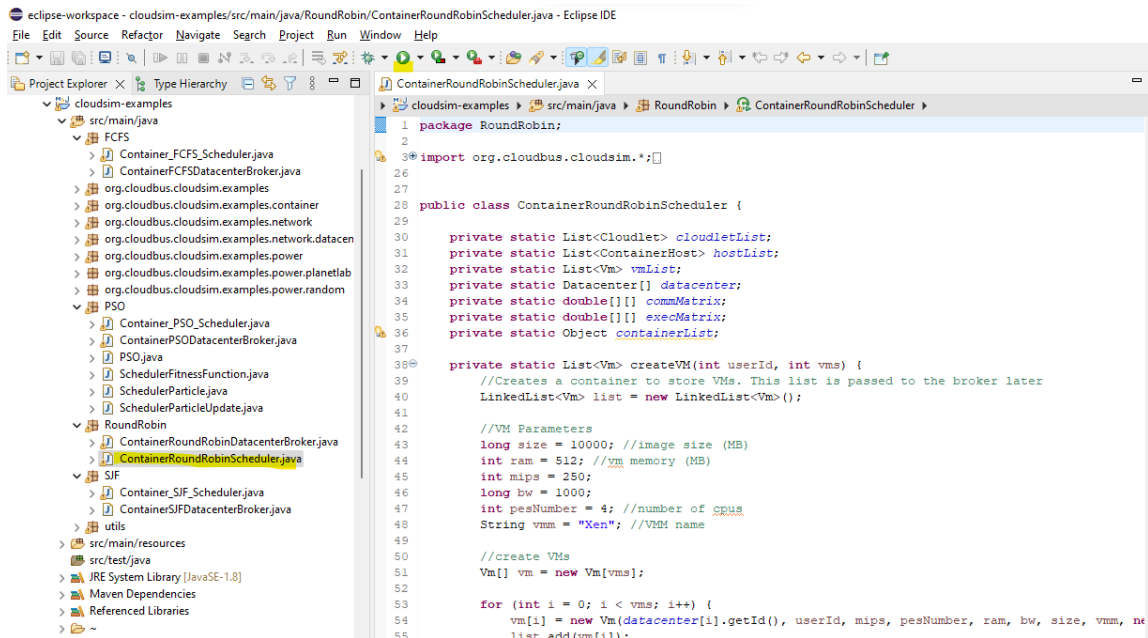 eclipse-workspace - cloudsim-examples/src/main/java/RoundRobin/ContainerRoundRobinScheduler.java - Eclipse IDE
File Edit Source Refactor Navigate Search Project Run Window Help
Project Explorer Type Hierarchy
cloudsim-examples
src/main/java
FCFS
Container_FCFS_Scheduler.java
ContainerFCFSDatacenterBroker.java
org.cloudbus.cloudsim.examples
org.cloudbus.cloudsim.examples.container
org.cloudbus.cloudsim.examples.network
org.cloudbus.cloudsim.examples.network.datacen
org.cloudbus.cloudsim.examples.power
org.cloudbus.cloudsim.examples.power.planetlab
org.cloudbus.cloudsim.examples.power.random
PSO
Container_PSO_Scheduler.java
ContainerPSODatacenterBroker.java
PSO.java
SchedulerFitnessFunction.java
SchedulerParticle.java
SchedulerParticleUpdate.java
RoundRobin
ContainerRoundRobinDatacenterBroker.java
ContainerRoundRobinScheduler.java
SJF
Container_SJF_Scheduler.java
ContainerSJFDatacenterBroker.java
utils
src/main/resources
src/test/java
JRE System Library [JavaSE-1.8]
Maven Dependencies
Referenced Libraries
~
ContainerRoundRobinScheduler.java
cloudsim-examples src/main/java RoundRobin ContainerRoundRobinScheduler
1 package RoundRobin;
2
3 import org.cloudbus.cloudsim.*;
26
27
28 public class ContainerRoundRobinScheduler {
29
30 private static List<Cloudlet> cloudletList;
31 private static List<ContainerHost> hostList;
32 private static List<Vm> vmList;
33 private static Datacenter[] datacenter;
34 private static double[][] commMatrix;
35 private static double[][] execMatrix;
36 private static Object containerList;
37
38 private static List<Vm> createVM(int userId, int vms) {
39 //Creates a container to store VMs. This list is passed to the broker later
40 LinkedList<Vm> list = new LinkedList<Vm>();
41
42 //VM Parameters
43 long size = 10000; //image size (MB)
44 int ram = 512; //vm memory (MB)
45 int mips = 250;
46 long bw = 1000;
47 int pesNumber = 4; //number of cpus
48 String vmm = "Xen"; //VMM name
49
50 //create VMs
51 Vm[] vm = new Vm[vms];
52
53 for (int i = 0; i < vms; i++) {
54 vm[i] = new Vm(datacenter[i].getId(), userId, mips, pesNumber, ram, bw, size, vmm, ne
55 list.add(vm[i]);